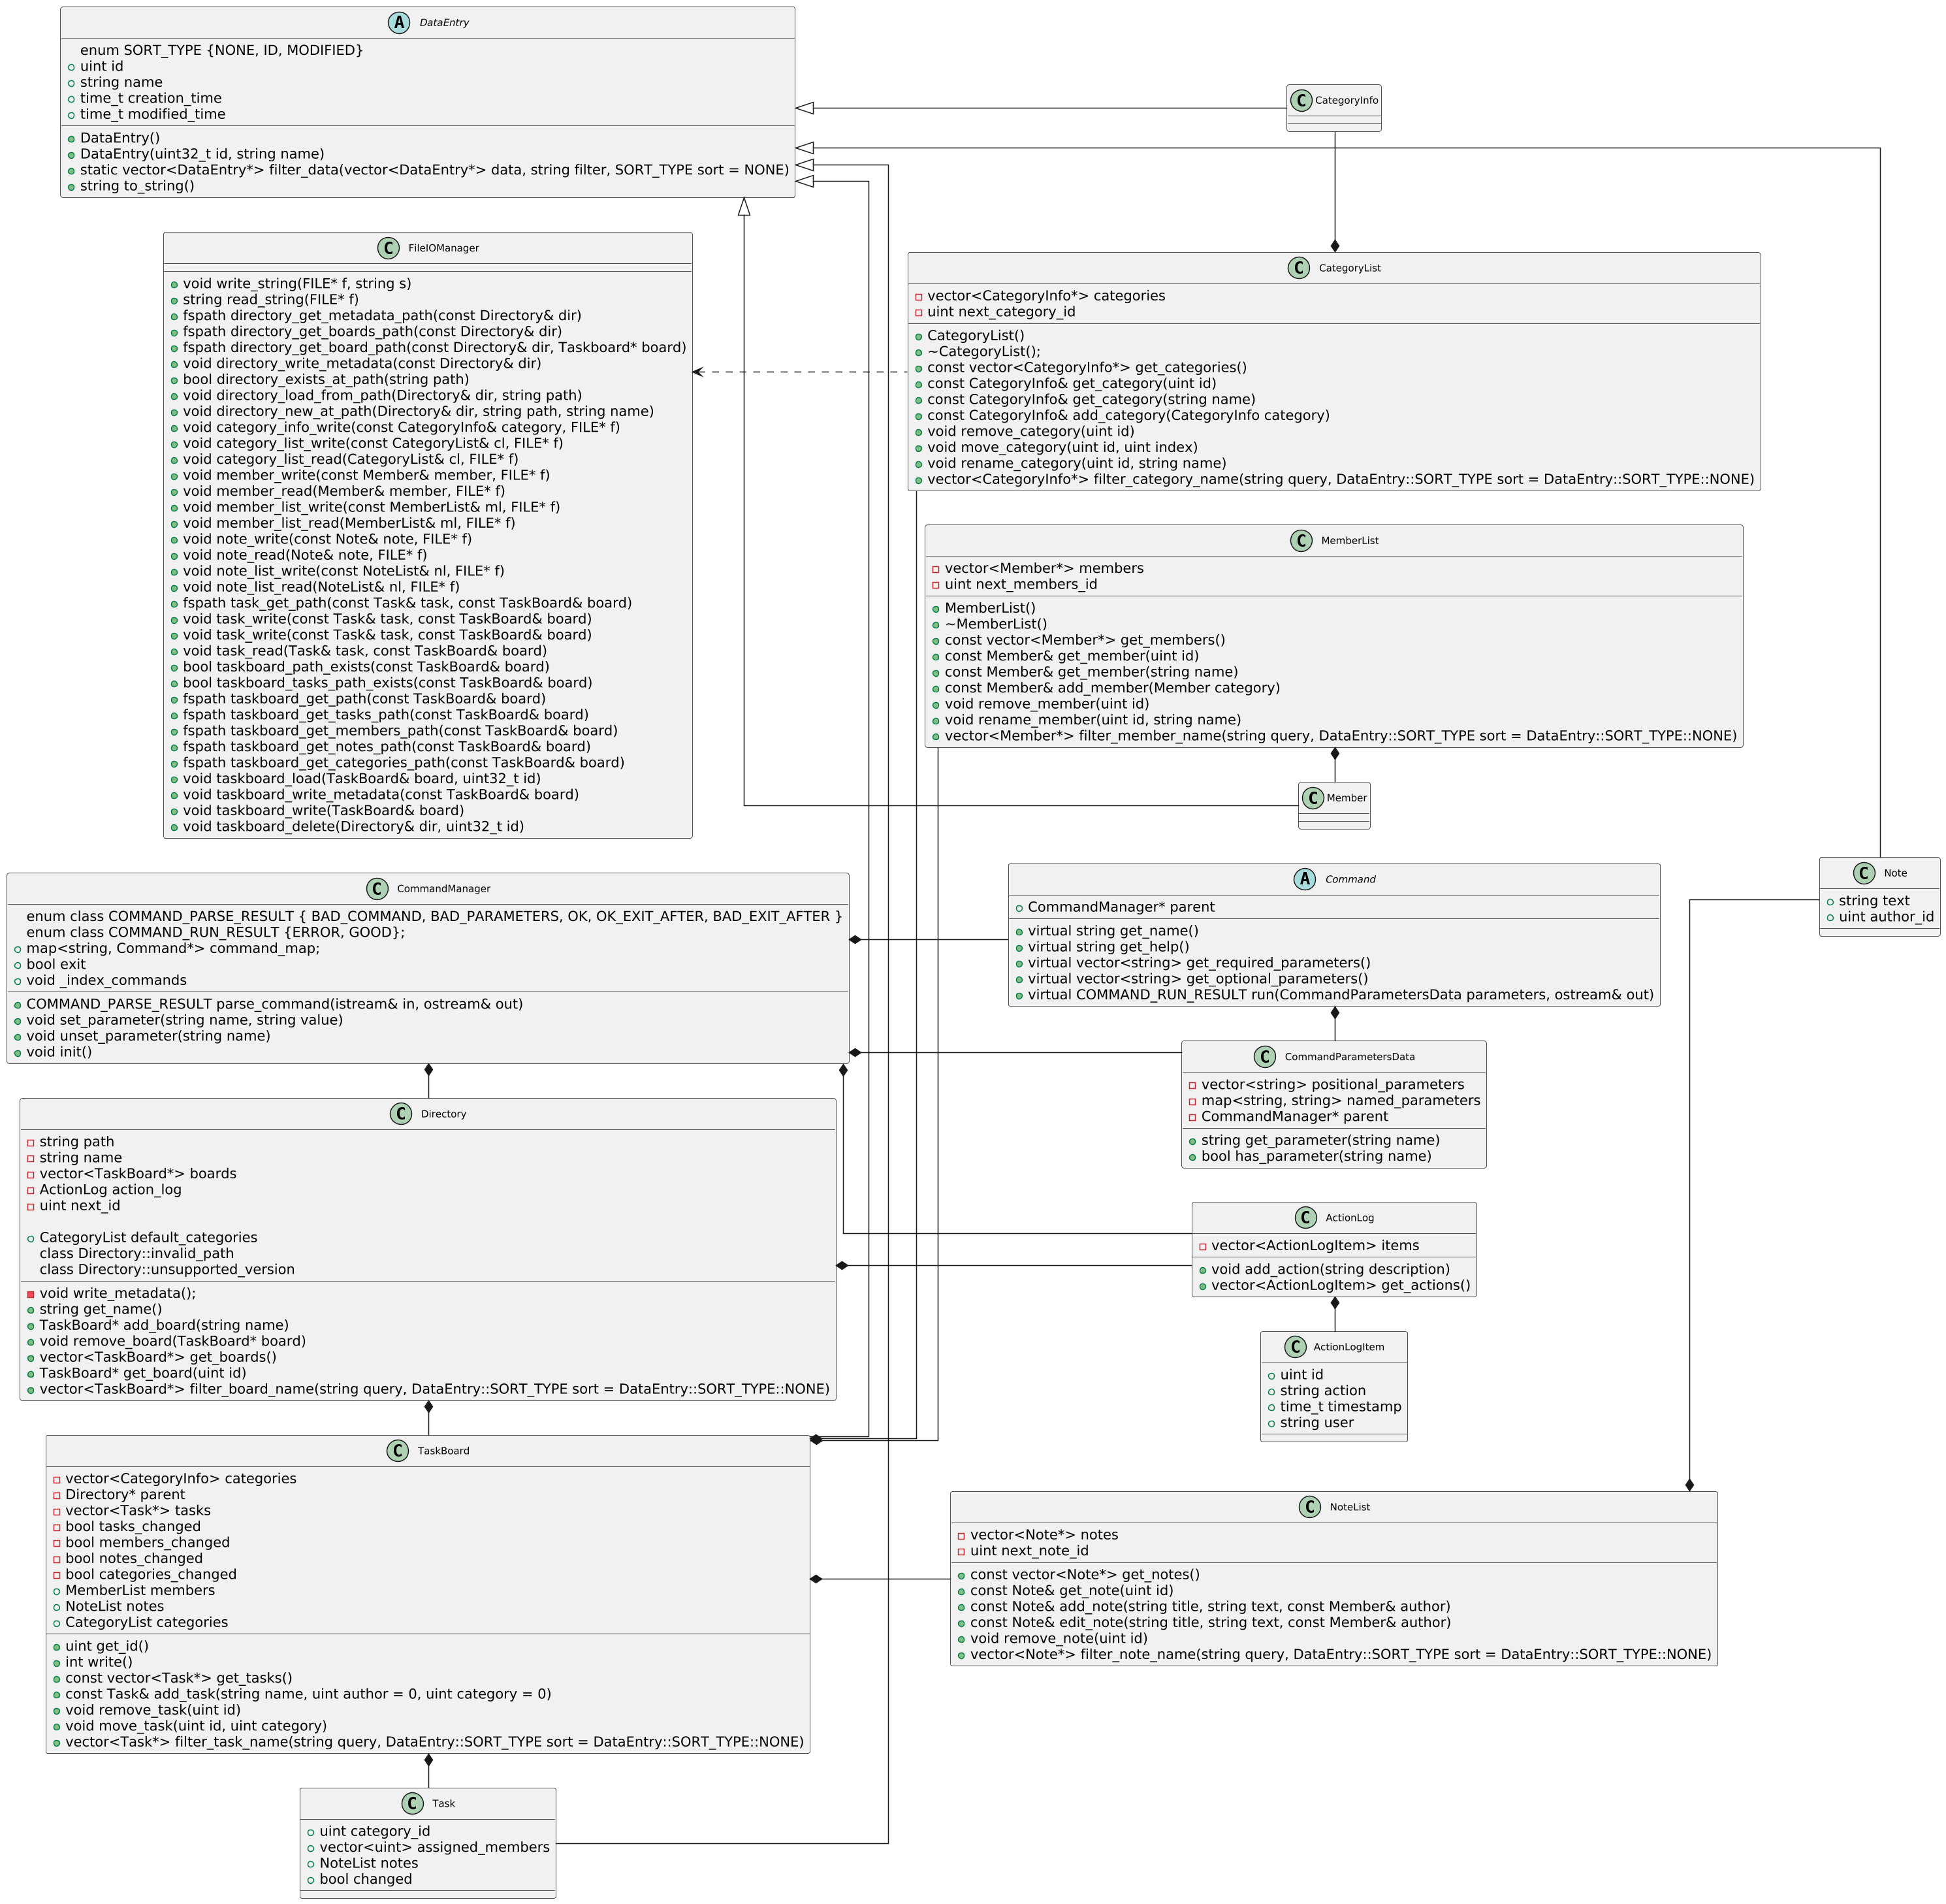 A DataEntry
enum SORT_TYPE {NONE, ID, MODIFIED}
uint id
string name
time_t creation_time
time_t modified_time
DataEntry()
DataEntry(uint32_t id, string name)
static vector<DataEntry*> filter_data(vector<DataEntry*> data, string filter, SORT_TYPE sort = NONE)
string to_string()
C CategoryInfo
C FileIOManager
void write_string(FILE* f, string s)
string read_string(FILE* f)
fspath directory_get_metadata_path(const Directory& dir)
fspath directory_get_boards_path(const Directory& dir)
fspath directory_get_board_path(const Directory& dir, Taskboard* board)
void directory_write_metadata(const Directory& dir)
bool directory_exists_at_path(string path)
void directory_load_from_path(Directory& dir, string path)
void directory_new_at_path(Directory& dir, string path, string name)
void category_info_write(const CategoryInfo& category, FILE* f)
void category_list_write(const CategoryList& cl, FILE* f)
void category_list_read(CategoryList& cl, FILE* f)
void member_write(const Member& member, FILE* f)
void member_read(Member& member, FILE* f)
void member_list_write(const MemberList& ml, FILE* f)
void member_list_read(MemberList& ml, FILE* f)
void note_write(const Note& note, FILE* f)
void note_read(Note& note, FILE* f)
void note_list_write(const NoteList& nl, FILE* f)
void note_list_read(NoteList& nl, FILE* f)
fspath task_get_path(const Task& task, const TaskBoard& board)
void task_write(const Task& task, const TaskBoard& board)
void task_write(const Task& task, const TaskBoard& board)
void task_read(Task& task, const TaskBoard& board)
bool taskboard_path_exists(const TaskBoard& board)
bool taskboard_tasks_path_exists(const TaskBoard& board)
fspath taskboard_get_path(const TaskBoard& board)
fspath taskboard_get_tasks_path(const TaskBoard& board)
fspath taskboard_get_members_path(const TaskBoard& board)
fspath taskboard_get_notes_path(const TaskBoard& board)
fspath taskboard_get_categories_path(const TaskBoard& board)
void taskboard_load(TaskBoard& board, uint32_t id)
void taskboard_write_metadata(const TaskBoard& board)
void taskboard_write(TaskBoard& board)
void taskboard_delete(Directory& dir, uint32_t id)
C CategoryList
vector<CategoryInfo*> categories
uint next_category_id
CategoryList()
~CategoryList();
const vector<CategoryInfo*> get_categories()
const CategoryInfo& get_category(uint id)
const CategoryInfo& get_category(string name)
const CategoryInfo& add_category(CategoryInfo category)
void remove_category(uint id)
void move_category(uint id, uint index)
void rename_category(uint id, string name)
vector<CategoryInfo*> filter_category_name(string query, DataEntry::SORT_TYPE sort = DataEntry::SORT_TYPE::NONE)
C MemberList
vector<Member*> members
uint next_members_id
MemberList()
~MemberList()
const vector<Member*> get_members()
const Member& get_member(uint id)
const Member& get_member(string name)
const Member& add_member(Member category)
void remove_member(uint id)
void rename_member(uint id, string name)
vector<Member*> filter_member_name(string query, DataEntry::SORT_TYPE sort = DataEntry::SORT_TYPE::NONE)
C Member
C CommandManager
enum class COMMAND_PARSE_RESULT { BAD_COMMAND, BAD_PARAMETERS, OK, OK_EXIT_AFTER, BAD_EXIT_AFTER }
enum class COMMAND_RUN_RESULT {ERROR, GOOD};
map<string, Command*> command_map;
bool exit
void _index_commands
COMMAND_PARSE_RESULT parse_command(istream& in, ostream& out)
void set_parameter(string name, string value)
void unset_parameter(string name)
void init()
A Command
CommandManager* parent
virtual string get_name()
virtual string get_help()
virtual vector<string> get_required_parameters()
virtual vector<string> get_optional_parameters()
virtual COMMAND_RUN_RESULT run(CommandParametersData parameters, ostream& out)
C Note
string text
uint author_id
C CommandParametersData
vector<string> positional_parameters
map<string, string> named_parameters
CommandManager* parent
string get_parameter(string name)
bool has_parameter(string name)
C Directory
string path
string name
vector<TaskBoard*> boards
ActionLog action_log
uint next_id
CategoryList default_categories
class Directory::invalid_path
class Directory::unsupported_version
void write_metadata();
string get_name()
TaskBoard* add_board(string name)
void remove_board(TaskBoard* board)
vector<TaskBoard*> get_boards()
TaskBoard* get_board(uint id)
vector<TaskBoard*> filter_board_name(string query, DataEntry::SORT_TYPE sort = DataEntry::SORT_TYPE::NONE)
C ActionLog
vector<ActionLogItem> items
void add_action(string description)
vector<ActionLogItem> get_actions()
C ActionLogItem
uint id
string action
time_t timestamp
string user
C TaskBoard
vector<CategoryInfo> categories
Directory* parent
vector<Task*> tasks
bool tasks_changed
bool members_changed
bool notes_changed
bool categories_changed
MemberList members
NoteList notes
CategoryList categories
uint get_id()
int write()
const vector<Task*> get_tasks()
const Task& add_task(string name, uint author = 0, uint category = 0)
void remove_task(uint id)
void move_task(uint id, uint category)
vector<Task*> filter_task_name(string query, DataEntry::SORT_TYPE sort = DataEntry::SORT_TYPE::NONE)
C NoteList
vector<Note*> notes
uint next_note_id
const vector<Note*> get_notes()
const Note& get_note(uint id)
const Note& add_note(string title, string text, const Member& author)
const Note& edit_note(string title, string text, const Member& author)
void remove_note(uint id)
vector<Note*> filter_note_name(string query, DataEntry::SORT_TYPE sort = DataEntry::SORT_TYPE::NONE)
C Task
uint category_id
vector<uint> assigned_members
NoteList notes
bool changed